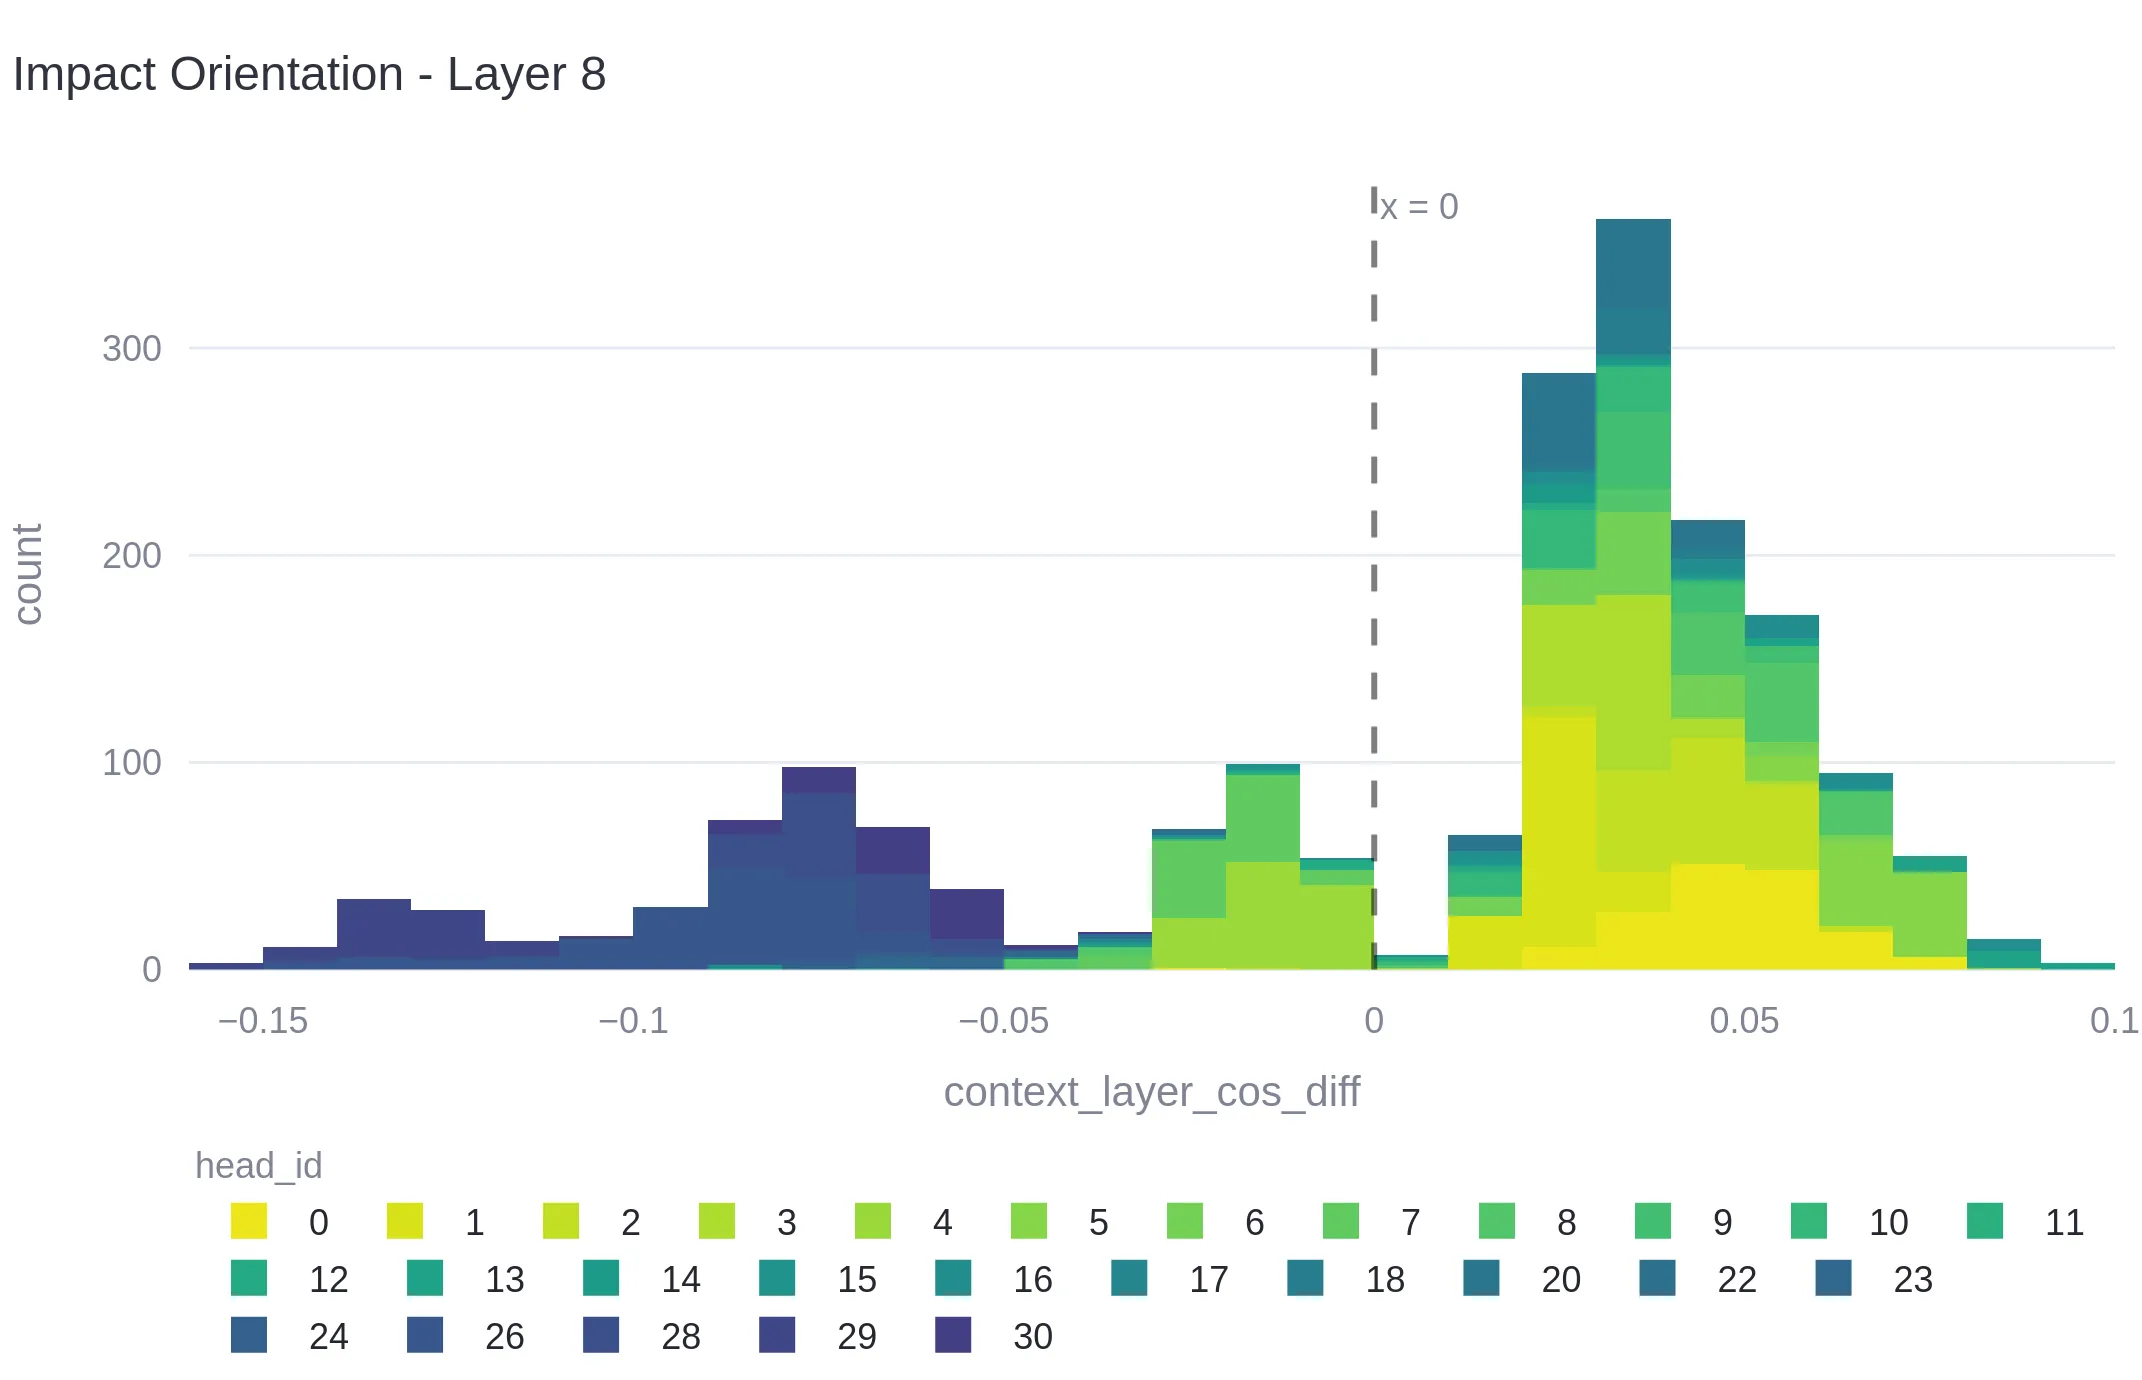 Impact Orientation - Layer 8
x = 0
300
200
100
0
count
−0.15 −0.1 −0.05 0 0.05 0.1
context_layer_cos_diff
head_id
0 1 2 3 4 5 6 7 8 9 10 11
12 13 14 15 16 17 18 20 22 23
24 26 28 29 30